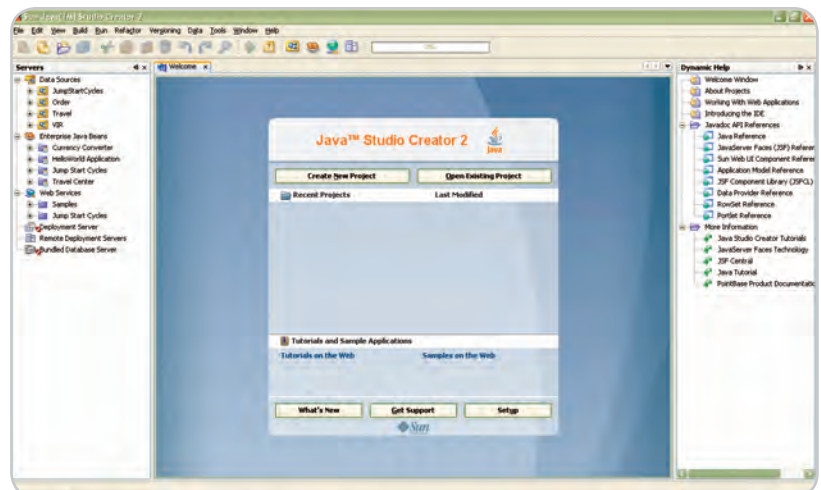 Sun Java(tm) Studio Creator 2
File Edit View Build Run Refactor Versioning Data Tools Window Help
Servers
Data Sources
JumpStartCycles
Order
Travel
VIR
Enterprise Java Beans
Currency Converter
HelloWorld Application
Jump Start Cycles
Travel Center
Web Services
Samples
Jump Start Cycles
Deployment Server
Remote Deployment Servers
Bundled Database Server
Welcome
Java™ Studio Creator 2
Java
Create New Project
Open Existing Project
Recent Projects
Last Modified
Tutorials and Sample Applications
Tutorials on the Web
Samples on the Web
What's New
Get Support
Setup
Sun
Dynamic Help
Welcome Window
About Projects
Working With Web Applications
Introducing the IDE
Javadoc API References
Java Reference
JavaServer Faces (JSF) Referen
Sun Web UI Component Referen
Application Model Reference
JSF Component Library (JSFCL)
Data Provider Reference
RowSet Reference
Portlet Reference
More Information
Java Studio Creator Tutorials
JavaServer Faces Technology
JSF Central
Java Tutorial
PointBase Product Documentatic